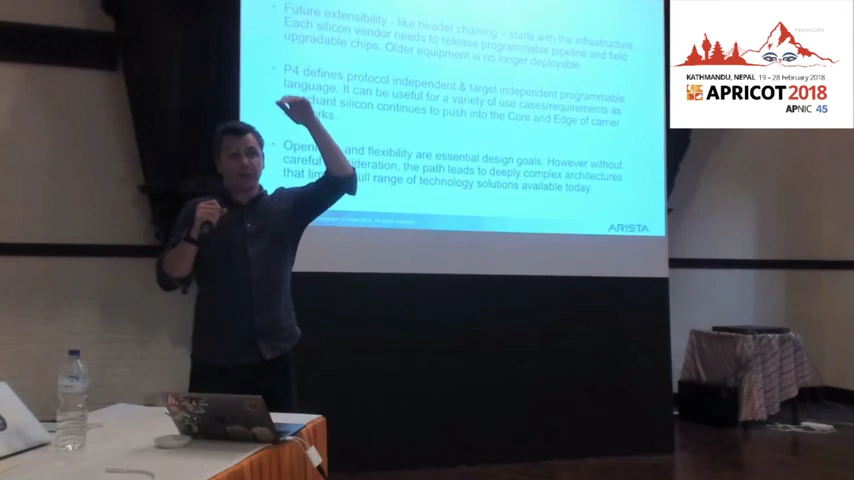 Future extensibility - like header chaining – starts with the infrastructure.
Each silicon vendor needs to release programmable pipeline and field
upgradable chips. Older equipment is no longer deployable.
P4 defines protocol independent & target independent programmable
language. It can be useful for a variety of use cases/requirements as
silicon continues to push into the Core and Edge of carrier
and flexibility are essential design goals. However without
careful consideration, the path leads to deeply complex architectures
that full range of technology solutions available today.
ARISTA
KATHMANDU, NEPAL 19 – 28 February 2018
APRICOT 2018
APNIC 45